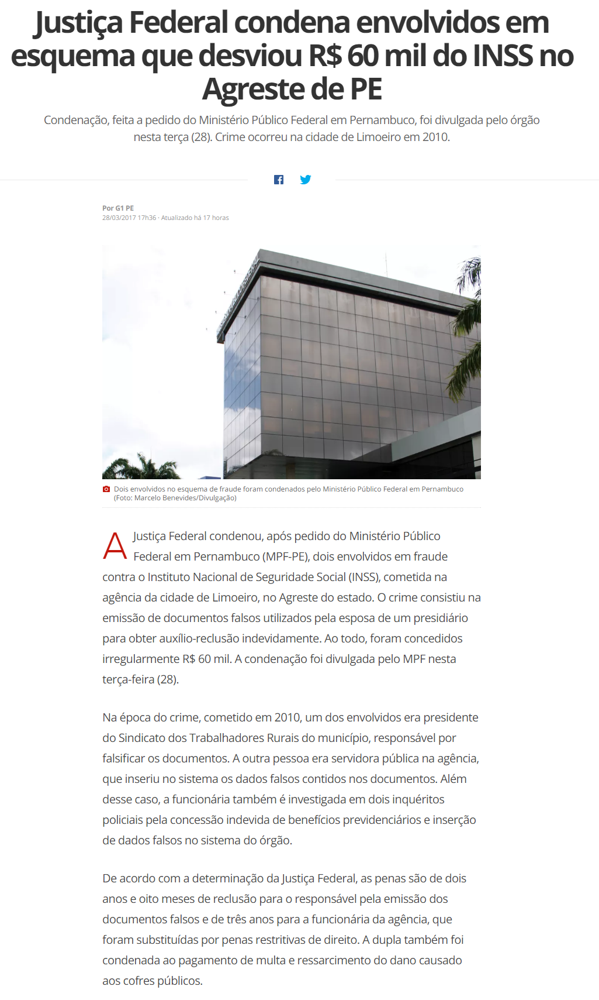 Justiça Federal condena envolvidos em
esquema que desviou R$ 60 mil do INSS no
Agreste de PE
Condenação, feita a pedido do Ministério Público Federal em Pernambuco, foi divulgada pelo órgão
nesta terça (28). Crime ocorreu na cidade de Limoeiro em 2010.
Por G1 PE
28/03/2017 17h36 · Atualizado há 17 horas
Dois envolvidos no esquema de fraude foram condenados pelo Ministério Público Federal em Pernambuco
(Foto: Marcelo Benevides/Divulgação)
A Justiça Federal condenou, após pedido do Ministério Público
Federal em Pernambuco (MPF-PE), dois envolvidos em fraude
contra o Instituto Nacional de Seguridade Social (INSS), cometida na
agência da cidade de Limoeiro, no Agreste do estado. O crime consistiu na
emissão de documentos falsos utilizados pela esposa de um presidiário
para obter auxílio-reclusão indevidamente. Ao todo, foram concedidos
irregularmente R$ 60 mil. A condenação foi divulgada pelo MPF nesta
terça-feira (28).
Na época do crime, cometido em 2010, um dos envolvidos era presidente
do Sindicato dos Trabalhadores Rurais do município, responsável por
falsificar os documentos. A outra pessoa era servidora pública na agência,
que inseriu no sistema os dados falsos contidos nos documentos. Além
desse caso, a funcionária também é investigada em dois inquéritos
policiais pela concessão indevida de benefícios previdenciários e inserção
de dados falsos no sistema do órgão.
De acordo com a determinação da Justiça Federal, as penas são de dois
anos e oito meses de reclusão para o responsável pela emissão dos
documentos falsos e de três anos para a funcionária da agência, que
foram substituídas por penas restritivas de direito. A dupla também foi
condenada ao pagamento de multa e ressarcimento do dano causado
aos cofres públicos.